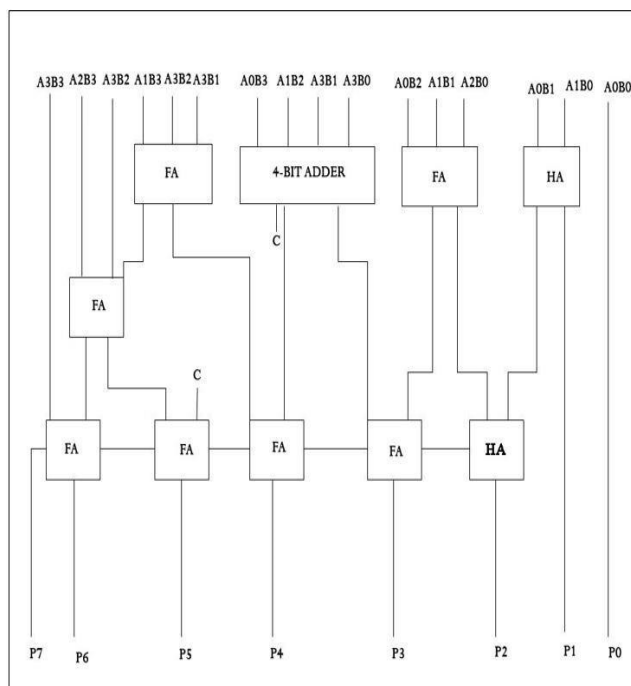 A3B3 A2B3 A3B2 A1B3 A3B2 A3B1 A0B3 A1B2 A3B1 A3B0 A0B2 A1B1 A2B0 A0B1 A1B0 A0B0
FA 4-BIT ADDER FA HA
C
FA
C
FA FA FA FA HA
P7 P6 P5 P4 P3 P2 P1 P0